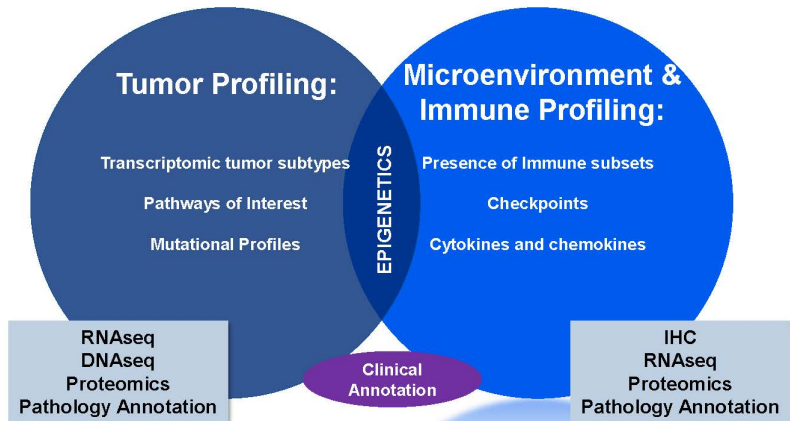 Tumor Profiling:
Transcriptomic tumor subtypes
Pathways of Interest
Mutational Profiles
EPIGENETICS
Microenvironment &
Immune Profiling:
Presence of Immune subsets
Checkpoints
Cytokines and chemokines
RNAseq
DNAseq
Proteomics
Pathology Annotation
Clinical
Annotation
IHC
RNAseq
Proteomics
Pathology Annotation